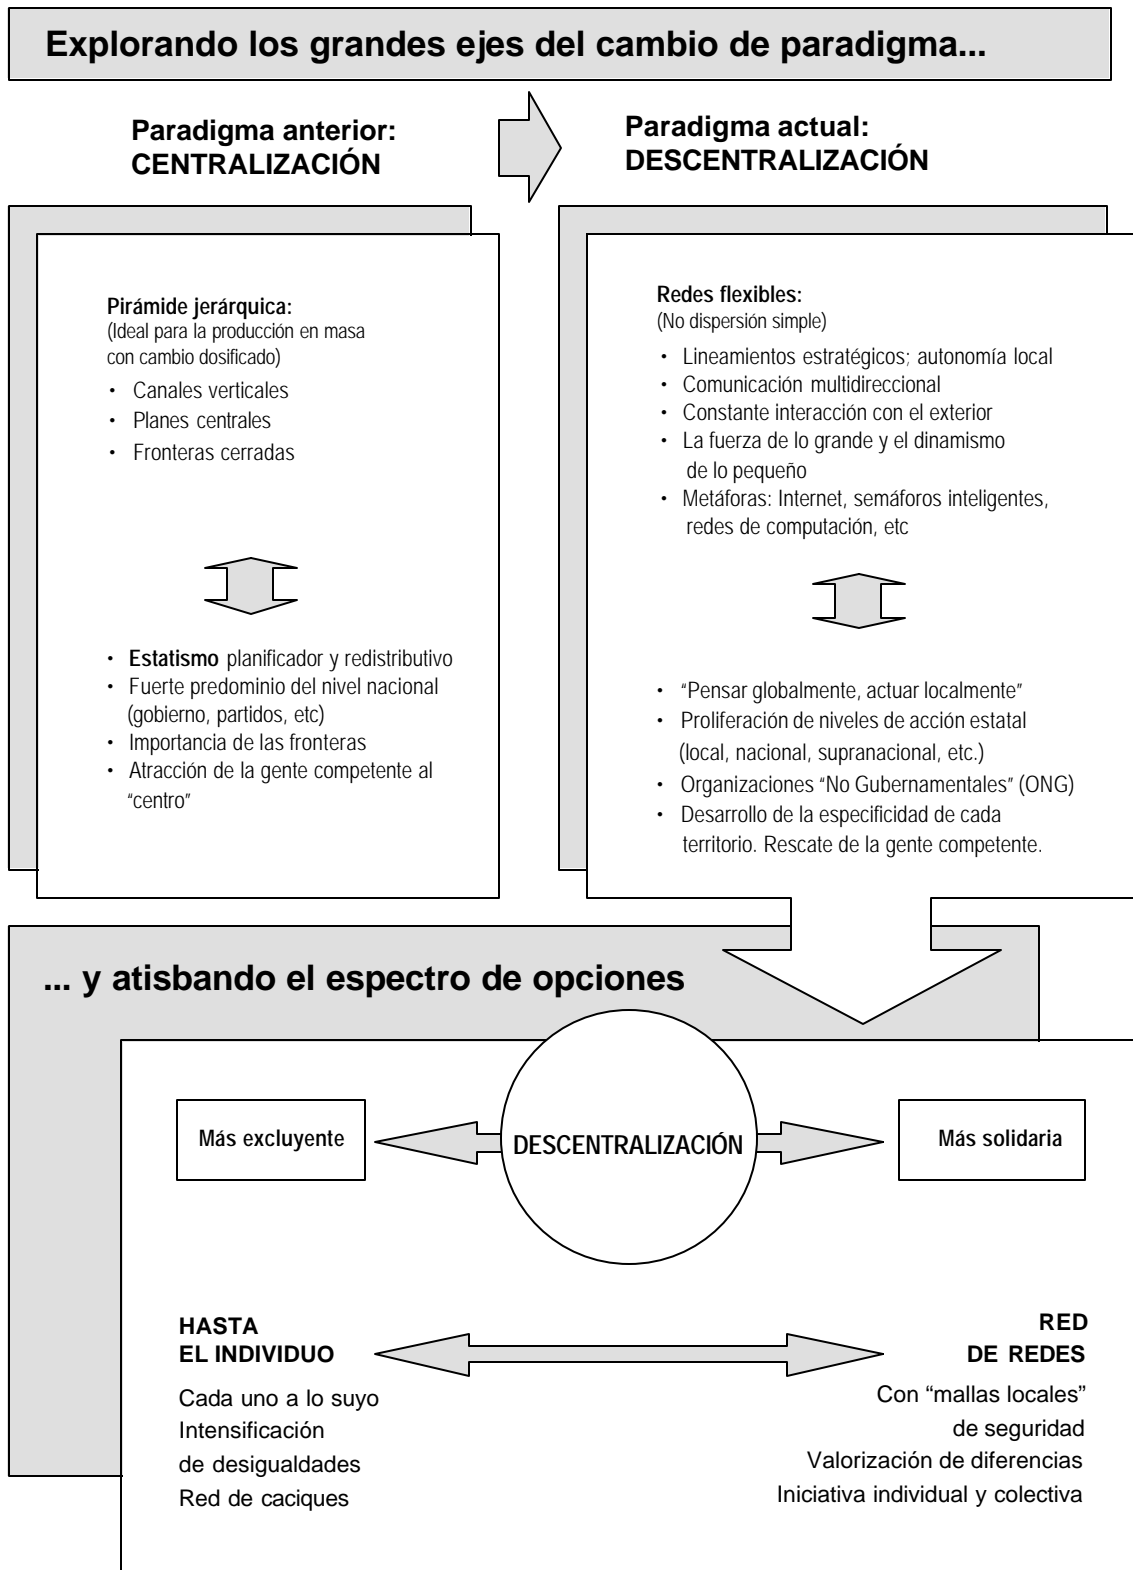 Explorando los grandes ejes del cambio de paradigma...
Paradigma anterior:
CENTRALIZACIÓN
Paradigma actual:
DESCENTRALIZACIÓN
Pirámide jerárquica:
(Ideal para la producción en masa
con cambio dosificado)
• Canales verticales
• Planes centrales
• Fronteras cerradas
• Estatismo planificador y redistributivo
• Fuerte predominio del nivel nacional
(gobierno, partidos, etc)
• Importancia de las fronteras
• Atracción de la gente competente al
“centro”
Redes flexibles:
(No dispersión simple)
• Lineamientos estratégicos; autonomía local
• Comunicación multidireccional
• Constante interacción con el exterior
• La fuerza de lo grande y el dinamismo
de lo pequeño
• Metáforas: Internet, semáforos inteligentes,
redes de computación, etc
• “Pensar globalmente, actuar localmente”
• Proliferación de niveles de acción estatal
(local, nacional, supranacional, etc.)
• Organizaciones “No Gubernamentales” (ONG)
• Desarrollo de la especificidad de cada
territorio. Rescate de la gente competente.
... y atisbando el espectro de opciones
Más excluyente
DESCENTRALIZACIÓN
Más solidaria
HASTA
EL INDIVIDUO
Cada uno a lo suyo
Intensificación
de desigualdades
Red de caciques
RED
DE REDES
Con “mallas locales”
de seguridad
Valorización de diferencias
Iniciativa individual y colectiva